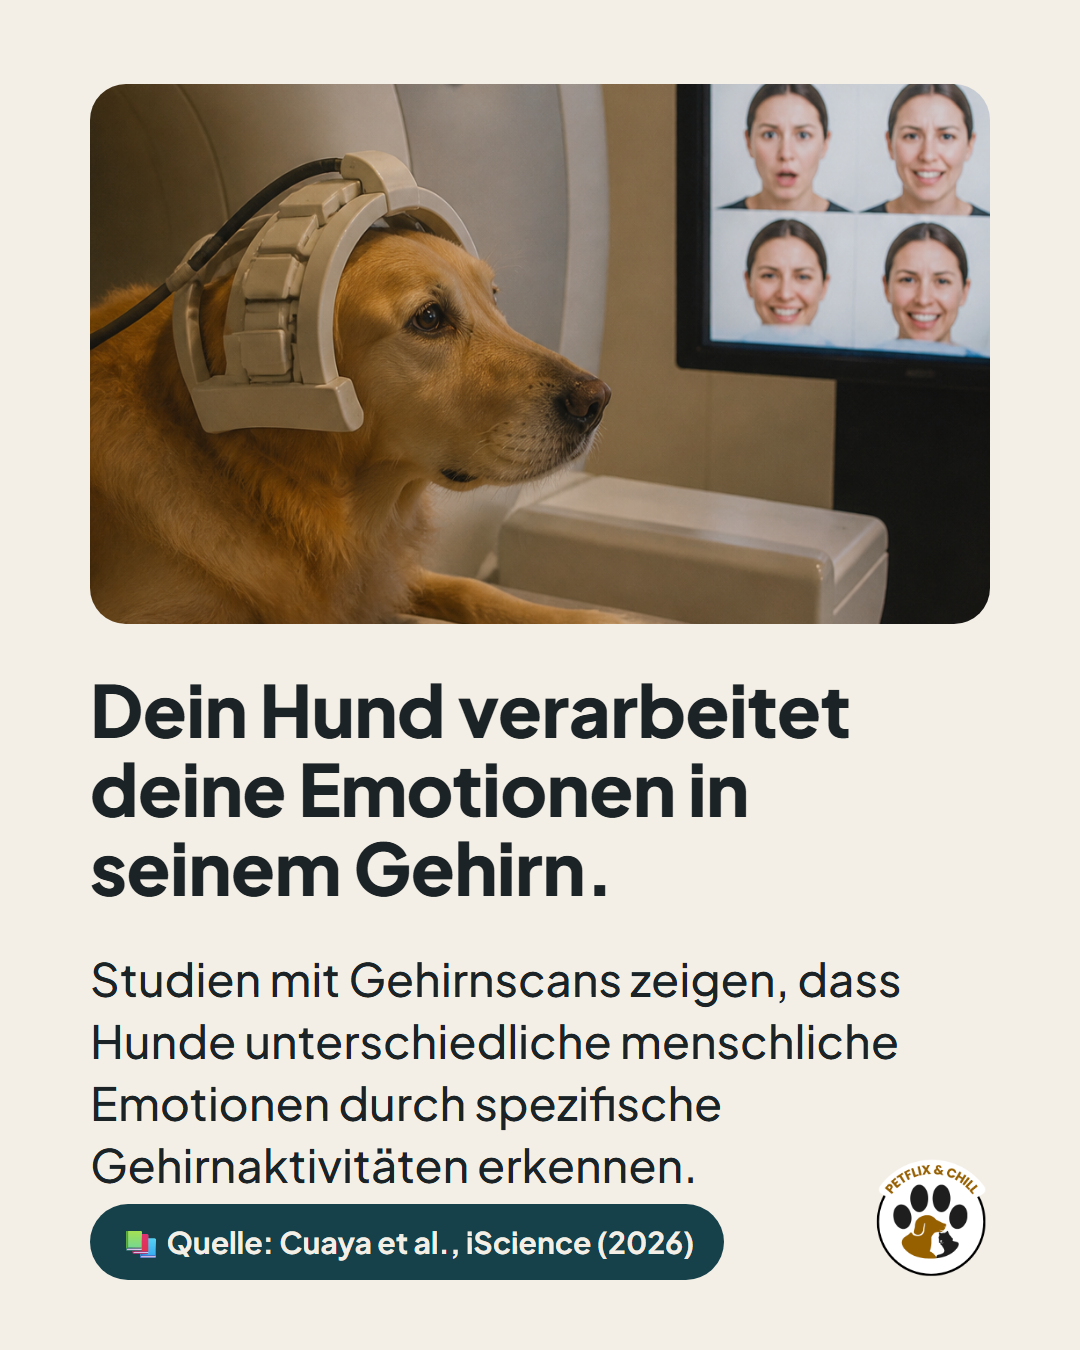 Dein Hund verarbeitet
deine Emotionen in
seinem Gehirn.
Studien mit Gehirnscans zeigen, dass
Hunde unterschiedliche menschliche
Emotionen durch spezifische
Gehirnaktivitäten erkennen.
📚 Quelle: Cuaya et al., iScience (2026)
PETFLIX & CHILL